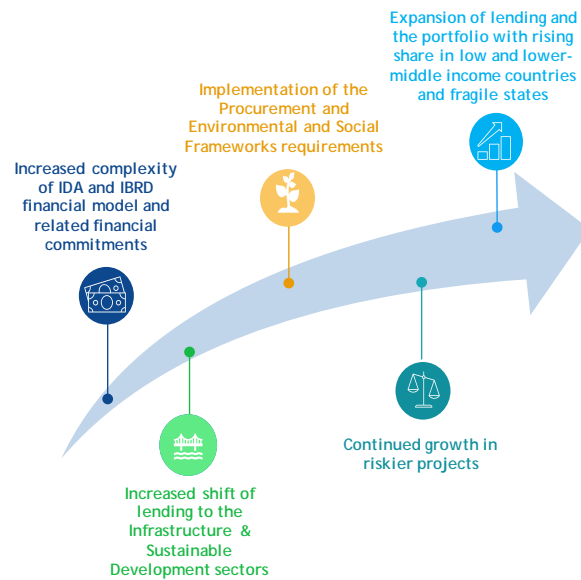 Expansion of lending and
the portfolio with rising
share in low and lower-
middle income countries
and fragile states
Implementation of the
Procurement and
Environmental and Social
Frameworks requirements
Increased complexity
of IDA and IBRD
financial model and
related financial
commitments
Continued growth in
riskier projects
Increased shift of
lending to the
Infrastructure &
Sustainable
Development sectors